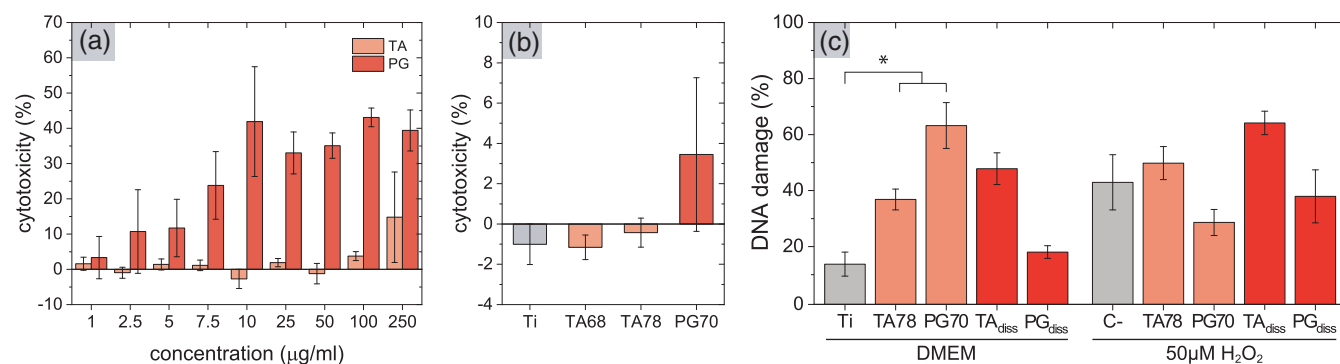 (a)
TA
PG
70
60
50
40
30
20
10
0
-10
cytotoxicity (%)
1 2.5 5 7.5 10 25 50 100 250
concentration (μg/ml)
(b)
10
8
6
4
2
0
-2
-4
cytotoxicity (%)
Ti TA68 TA78 PG70
(c)
100
80
60
40
20
0
DNA damage (%)
*
Ti TA78 PG70 TAdiss PGdiss C- TA78 PG70 TAdiss PGdiss
DMEM 50μM H2O2